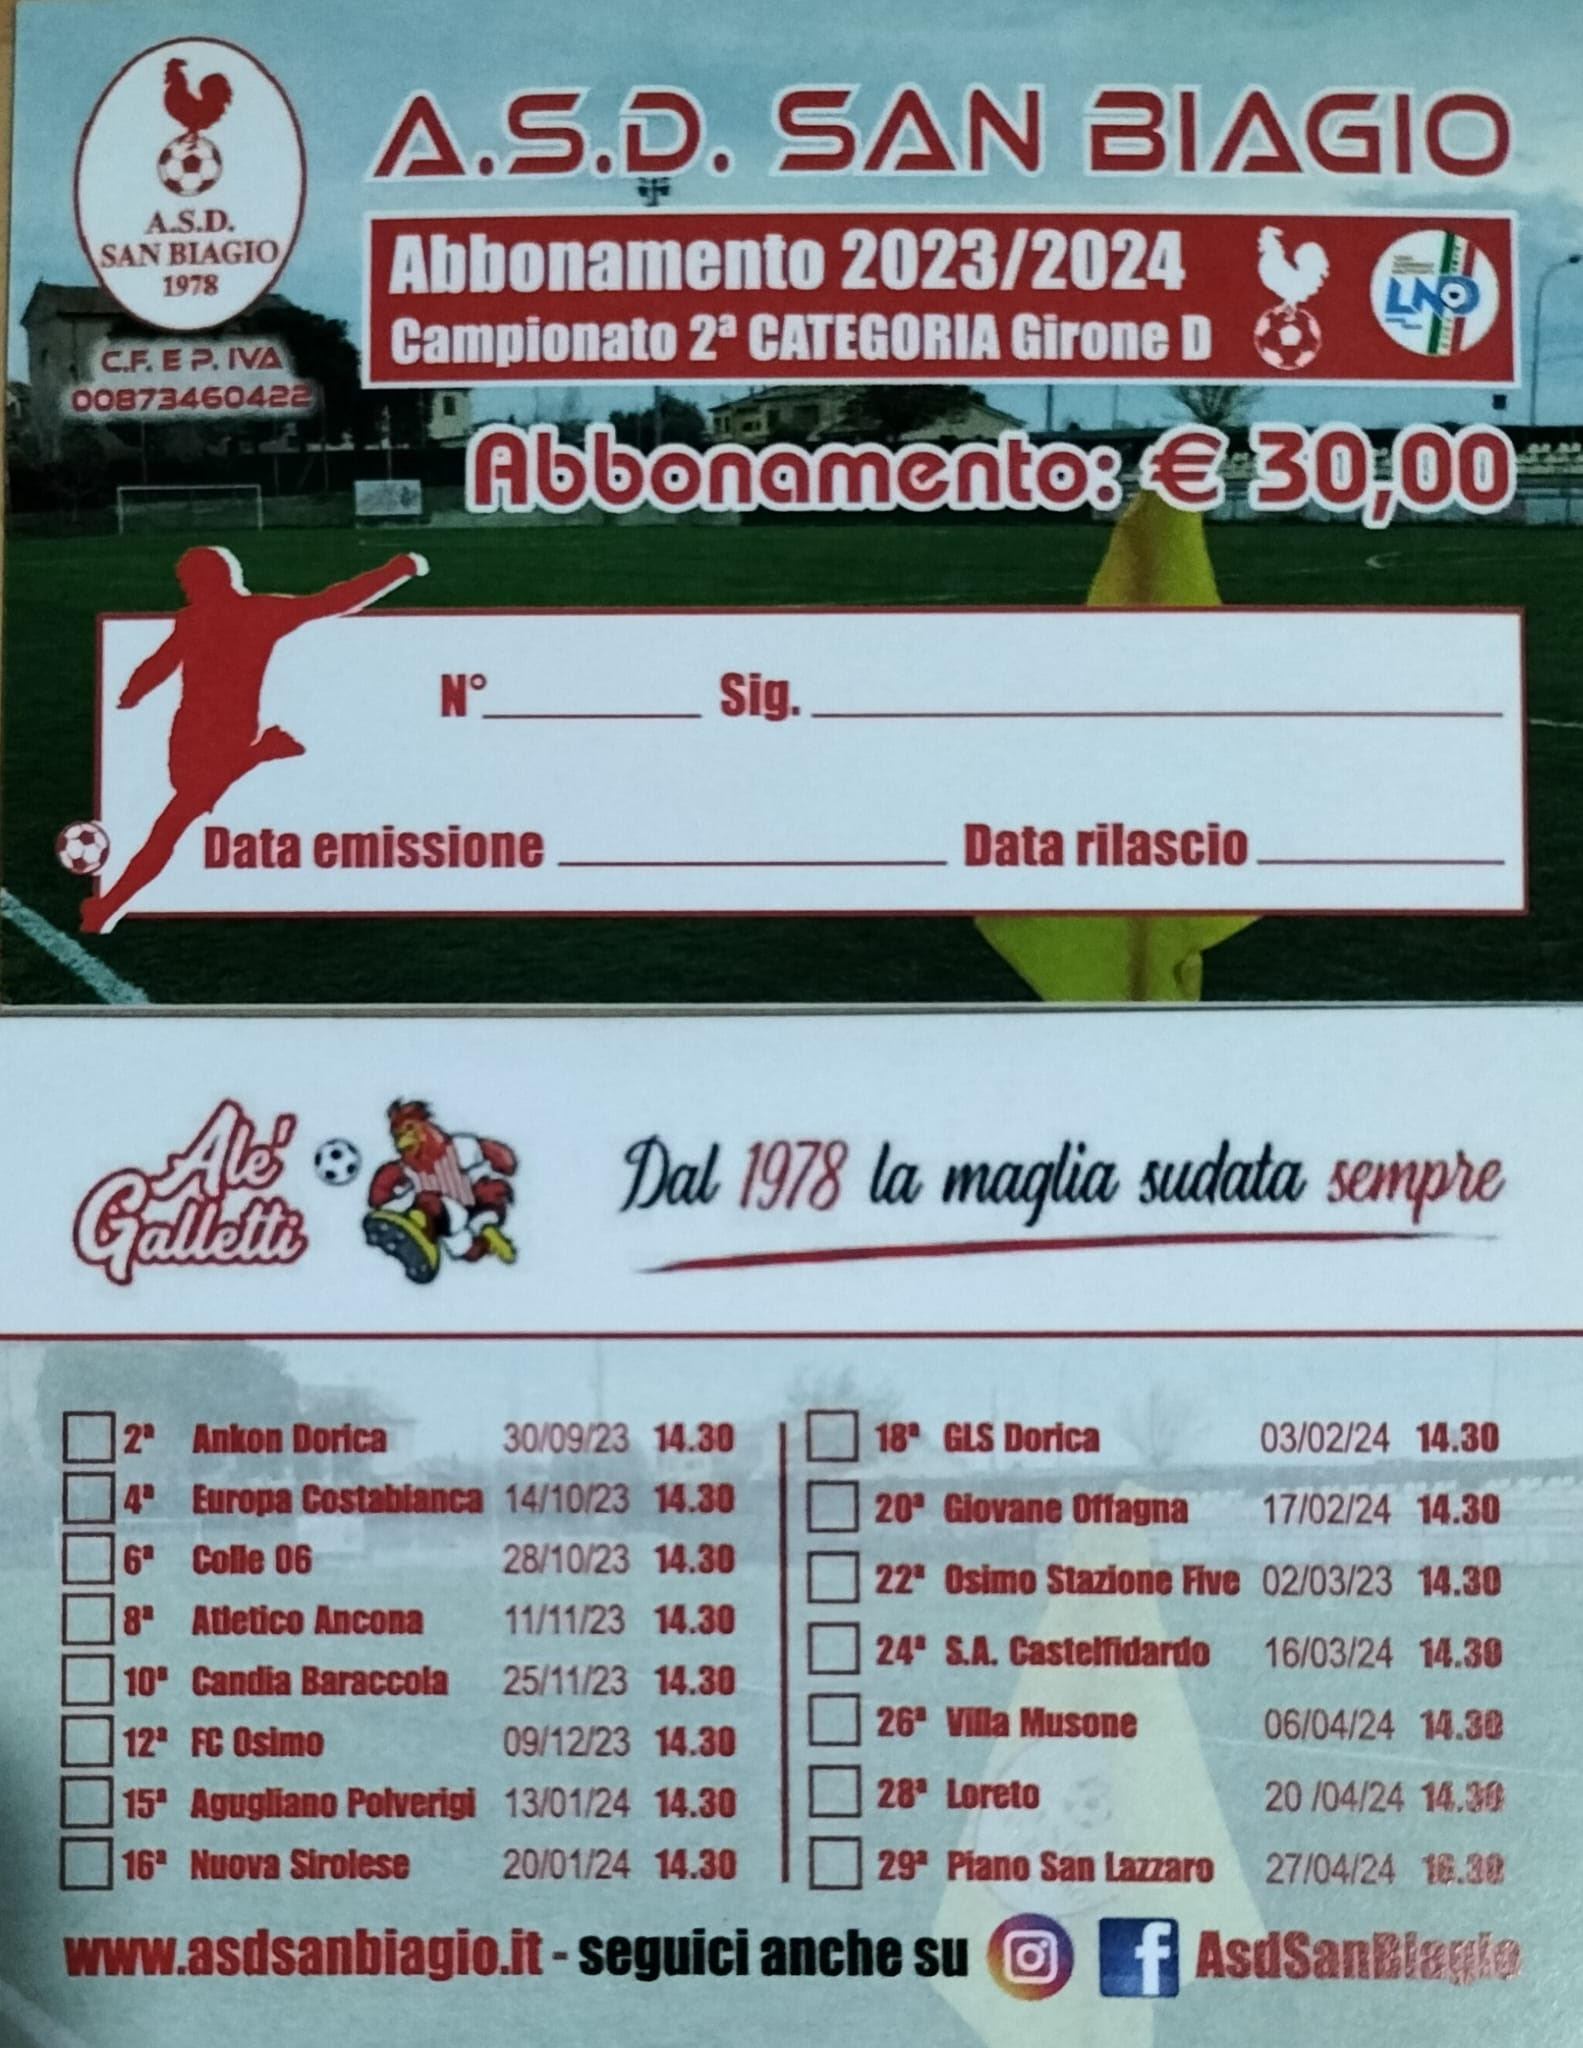 A.S.D.
SAN BIAGIO
1978
C.F. E P. IVA
00873460422
A.S.D. SAN BIAGIO
Abbonamento 2023/2024
Campionato 2ª CATEGORIA Girone D
LND
Abbonamento: € 30,00
N° Sig.
Data emissione Data rilascio
Alè
Galletti
Dal 1978 la maglia sudata sempre
2ª Ankon Dorica 30/09/23 14.30
4ª Europa Costabianca 14/10/23 14.30
6ª Colle 06 28/10/23 14.30
8ª Atletico Ancona 11/11/23 14.30
10ª Candia Baraccola 25/11/23 14.30
12ª FC Osimo 09/12/23 14.30
15ª Agugliano Polverigi 13/01/24 14.30
16ª Nuova Sirolese 20/01/24 14.30
18ª GLS Dorica 03/02/24 14.30
20ª Giovane Offagna 17/02/24 14.30
22ª Osimo Stazione Five 02/03/23 14.30
24ª S.A. Castelfidardo 16/03/24 14.30
26ª Villa Musone 06/04/24 14.30
28ª Loreto 20 /04/24 14.30
29ª Piano San Lazzaro 27/04/24 16.30
www.asdsanbiagio.it - seguici anche su AsdSanBiagio